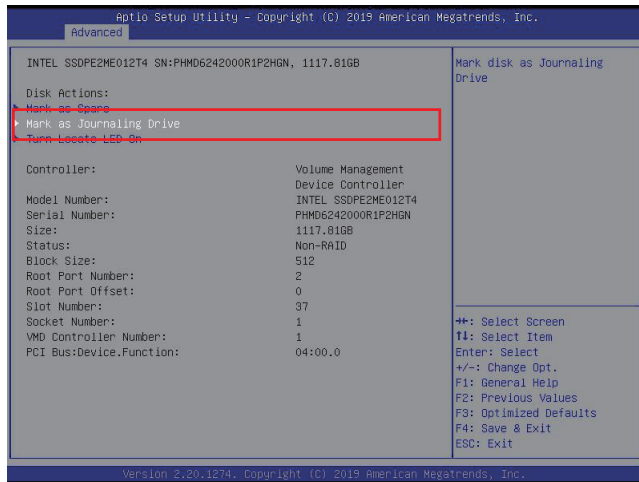 Aptio Setup Utility – Copyright (C) 2019 American Megatrends, Inc.
Advanced
INTEL SSDPE2ME012T4 SN:PHMD6242000R1P2HGN, 1117.81GB
Disk Actions:
Mark as Spare
Mark as Journaling Drive
Turn Locate LED On
Controller: Volume Management
Device Controller
Model Number: INTEL SSDPE2ME012T4
Serial Number: PHMD6242000R1P2HGN
Size: 1117.81GB
Status: Non-RAID
Block Size: 512
Root Port Number: 2
Root Port Offset: 0
Slot Number: 37
Socket Number: 1
VMD Controller Number: 1
PCI Bus:Device.Function: 04:00.0
Mark disk as Journaling
Drive
→←: Select Screen
↑↓: Select Item
Enter: Select
+/-: Change Opt.
F1: General Help
F2: Previous Values
F3: Optimized Defaults
F4: Save & Exit
ESC: Exit
Version 2.20.1274. Copyright (C) 2019 American Megatrends, Inc.